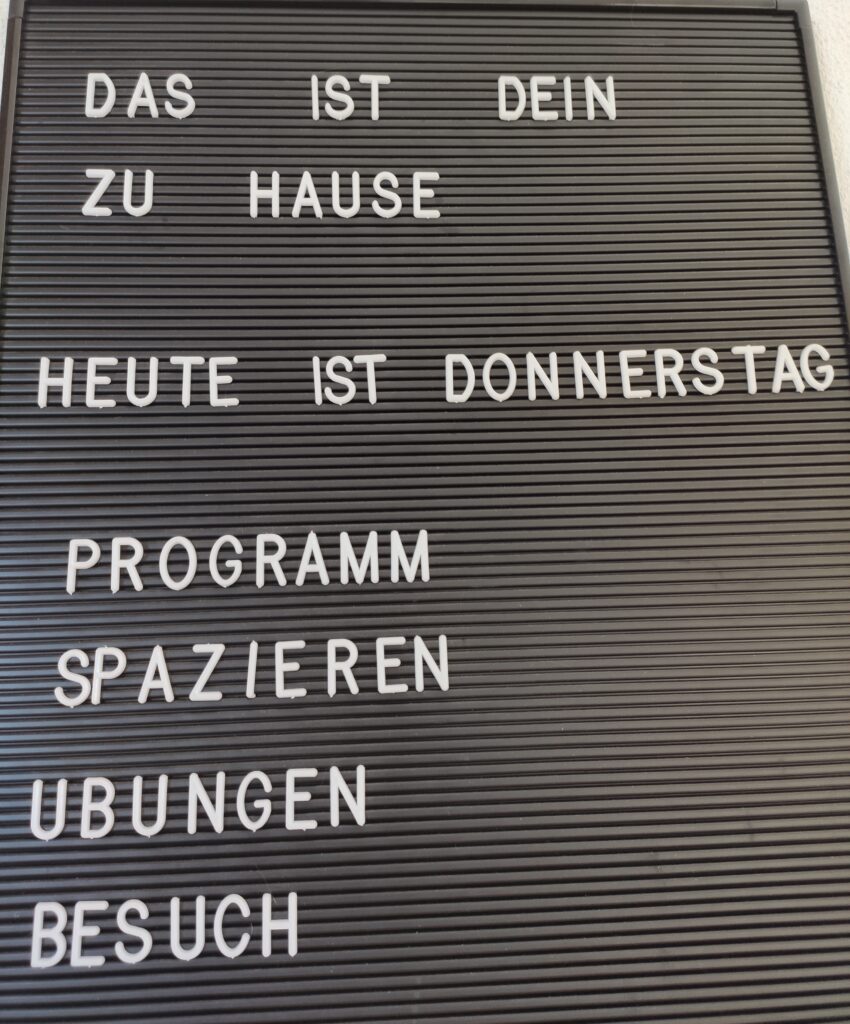 DAS IST DEIN
ZU HAUSE
HEUTE IST DONNERSTAG
PROGRAMM
SPAZIEREN
UBUNGEN
BESUCH